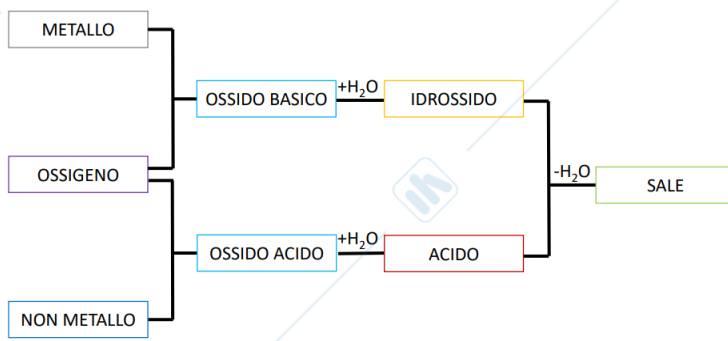 METALLO
OSSIDO BASICO
+H₂O
IDROSSIDO
OSSIGENO
-H₂O
SALE
OSSIDO ACIDO
+H₂O
ACIDO
NON METALLO